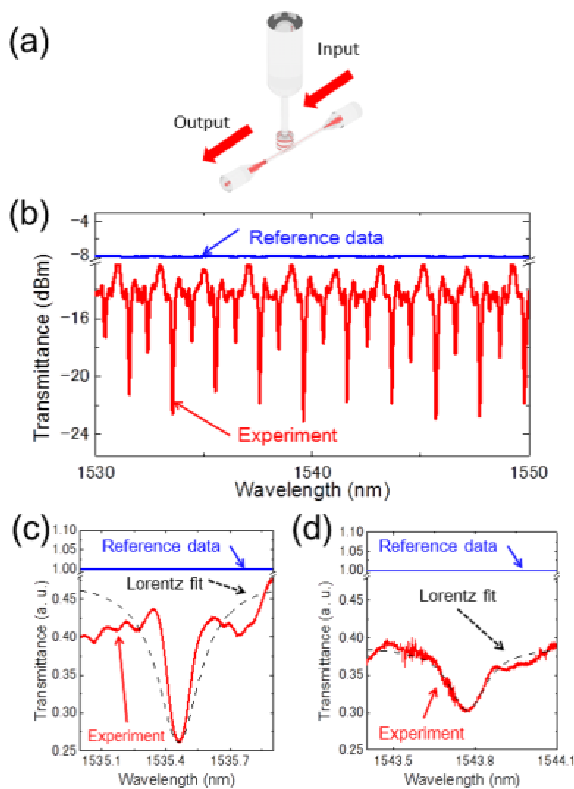 (a)
Input
Output
(b)
−4
−8
−16
−20
−24
Transmittance (dBm)
Reference data
Experiment
1530
1540
1550
Wavelength (nm)
(c)
1.10
1.05
1.00
0.45
0.40
0.35
0.30
0.25
Transmittance (a. u.)
Reference data
Lorentz fit
Experiment
1535.1
1535.4
1535.7
Wavelength (nm)
(d)
1.10
1.05
1.00
0.45
0.40
0.35
0.30
0.25
Transmittance (a. u.)
Reference data
Lorentz fit
Experiment
1543.5
1543.8
1544.1
Wavelength (nm)